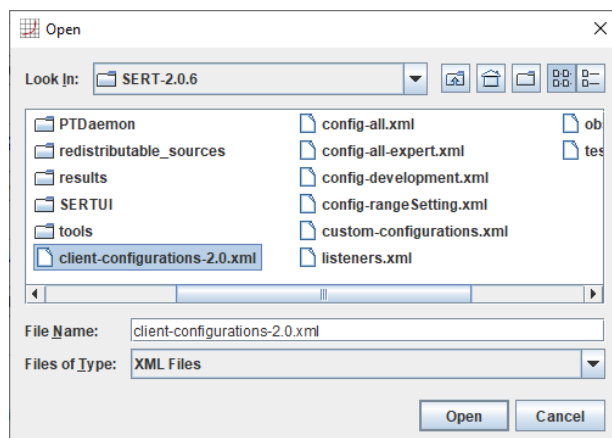 Open
Look In: SERT-2.0.6
PTDaemon
redistributable_sources
results
SERTUI
tools
client-configurations-2.0.xml
config-all.xml
config-all-expert.xml
config-development.xml
config-rangeSetting.xml
custom-configurations.xml
listeners.xml
ob
tes
File Name: client-configurations-2.0.xml
Files of Type: XML Files
Open Cancel